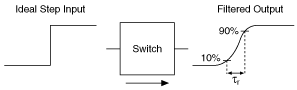 Ideal Step Input
Filtered Output
90%
Switch
10%
τr